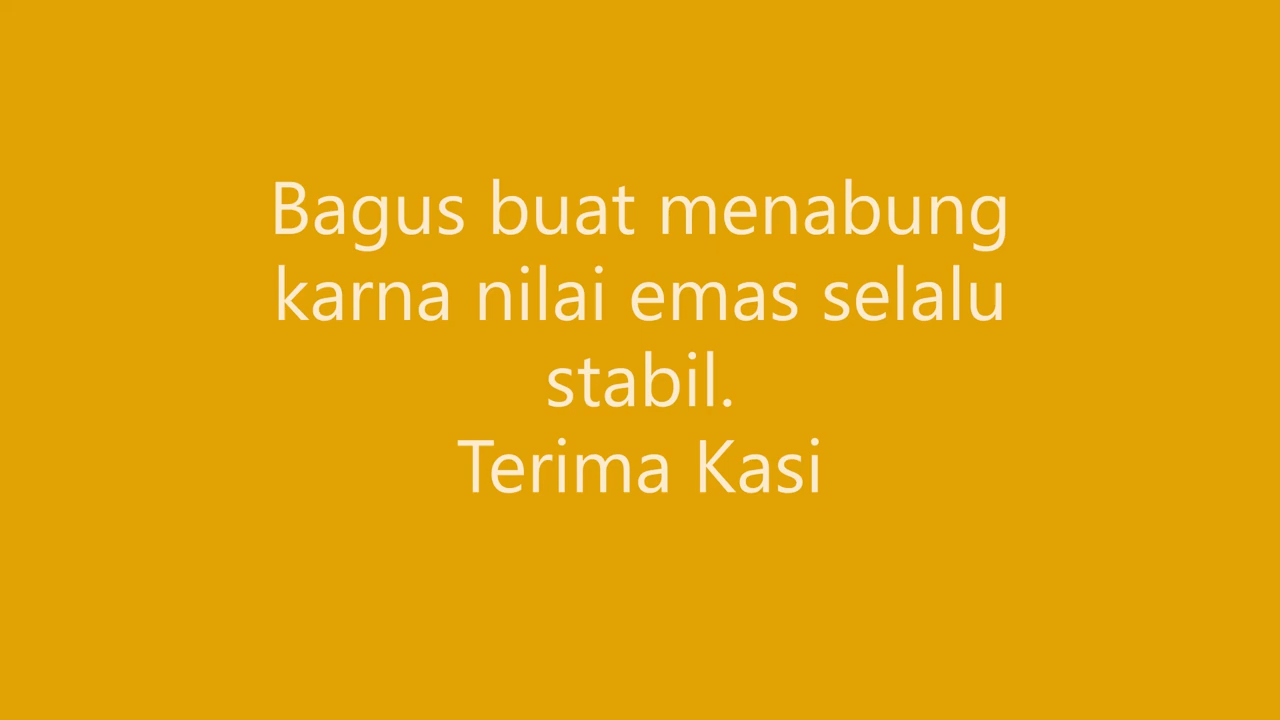 Bagus buat menabung
karna nilai emas selalu
stabil.
Terima Kasi